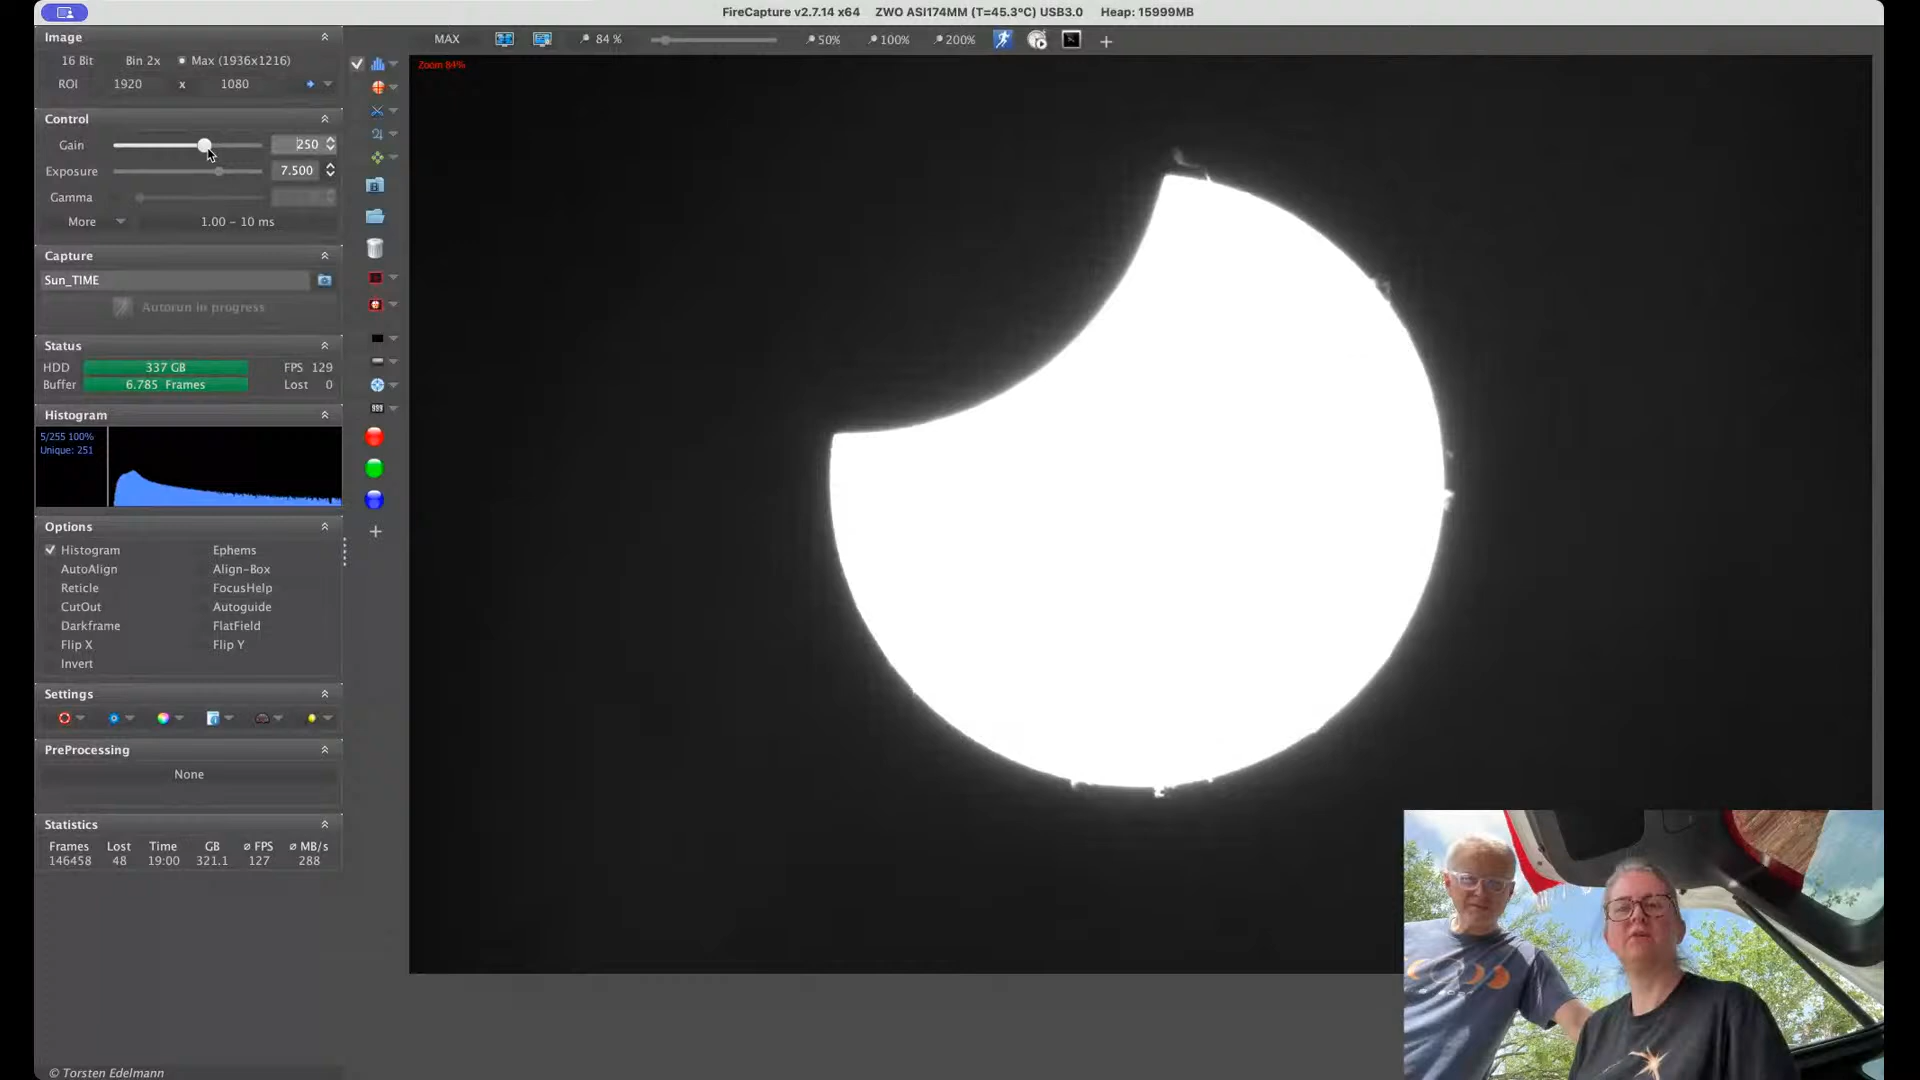 FireCapture v2.7.14 x64 ZWO ASI174MM (T=45.3°C) USB3.0 Heap: 15999MB
Image
16 Bit Bin 2x Max (1936x1216)
ROI 1920 x 1080
MAX 84 % 50% 100% 200%
Zoom 84%
Control
Gain 250
Exposure 7.500
Gamma
More 1.00 - 10 ms
Capture
Sun_TIME
Autorun in progress
Status
HDD 337 GB FPS 129
Buffer 6.785 Frames Lost 0
Histogram
5/255 100%
Unique: 251
Options
Histogram Ephems
AutoAlign Align-Box
Reticle FocusHelp
CutOut Autoguide
Darkframe FlatField
Flip X Flip Y
Invert
Settings
PreProcessing
None
Statistics
Frames Lost Time GB ø FPS ø MB/s
146458 48 19:00 321.1 127 288
© Torsten Edelmann